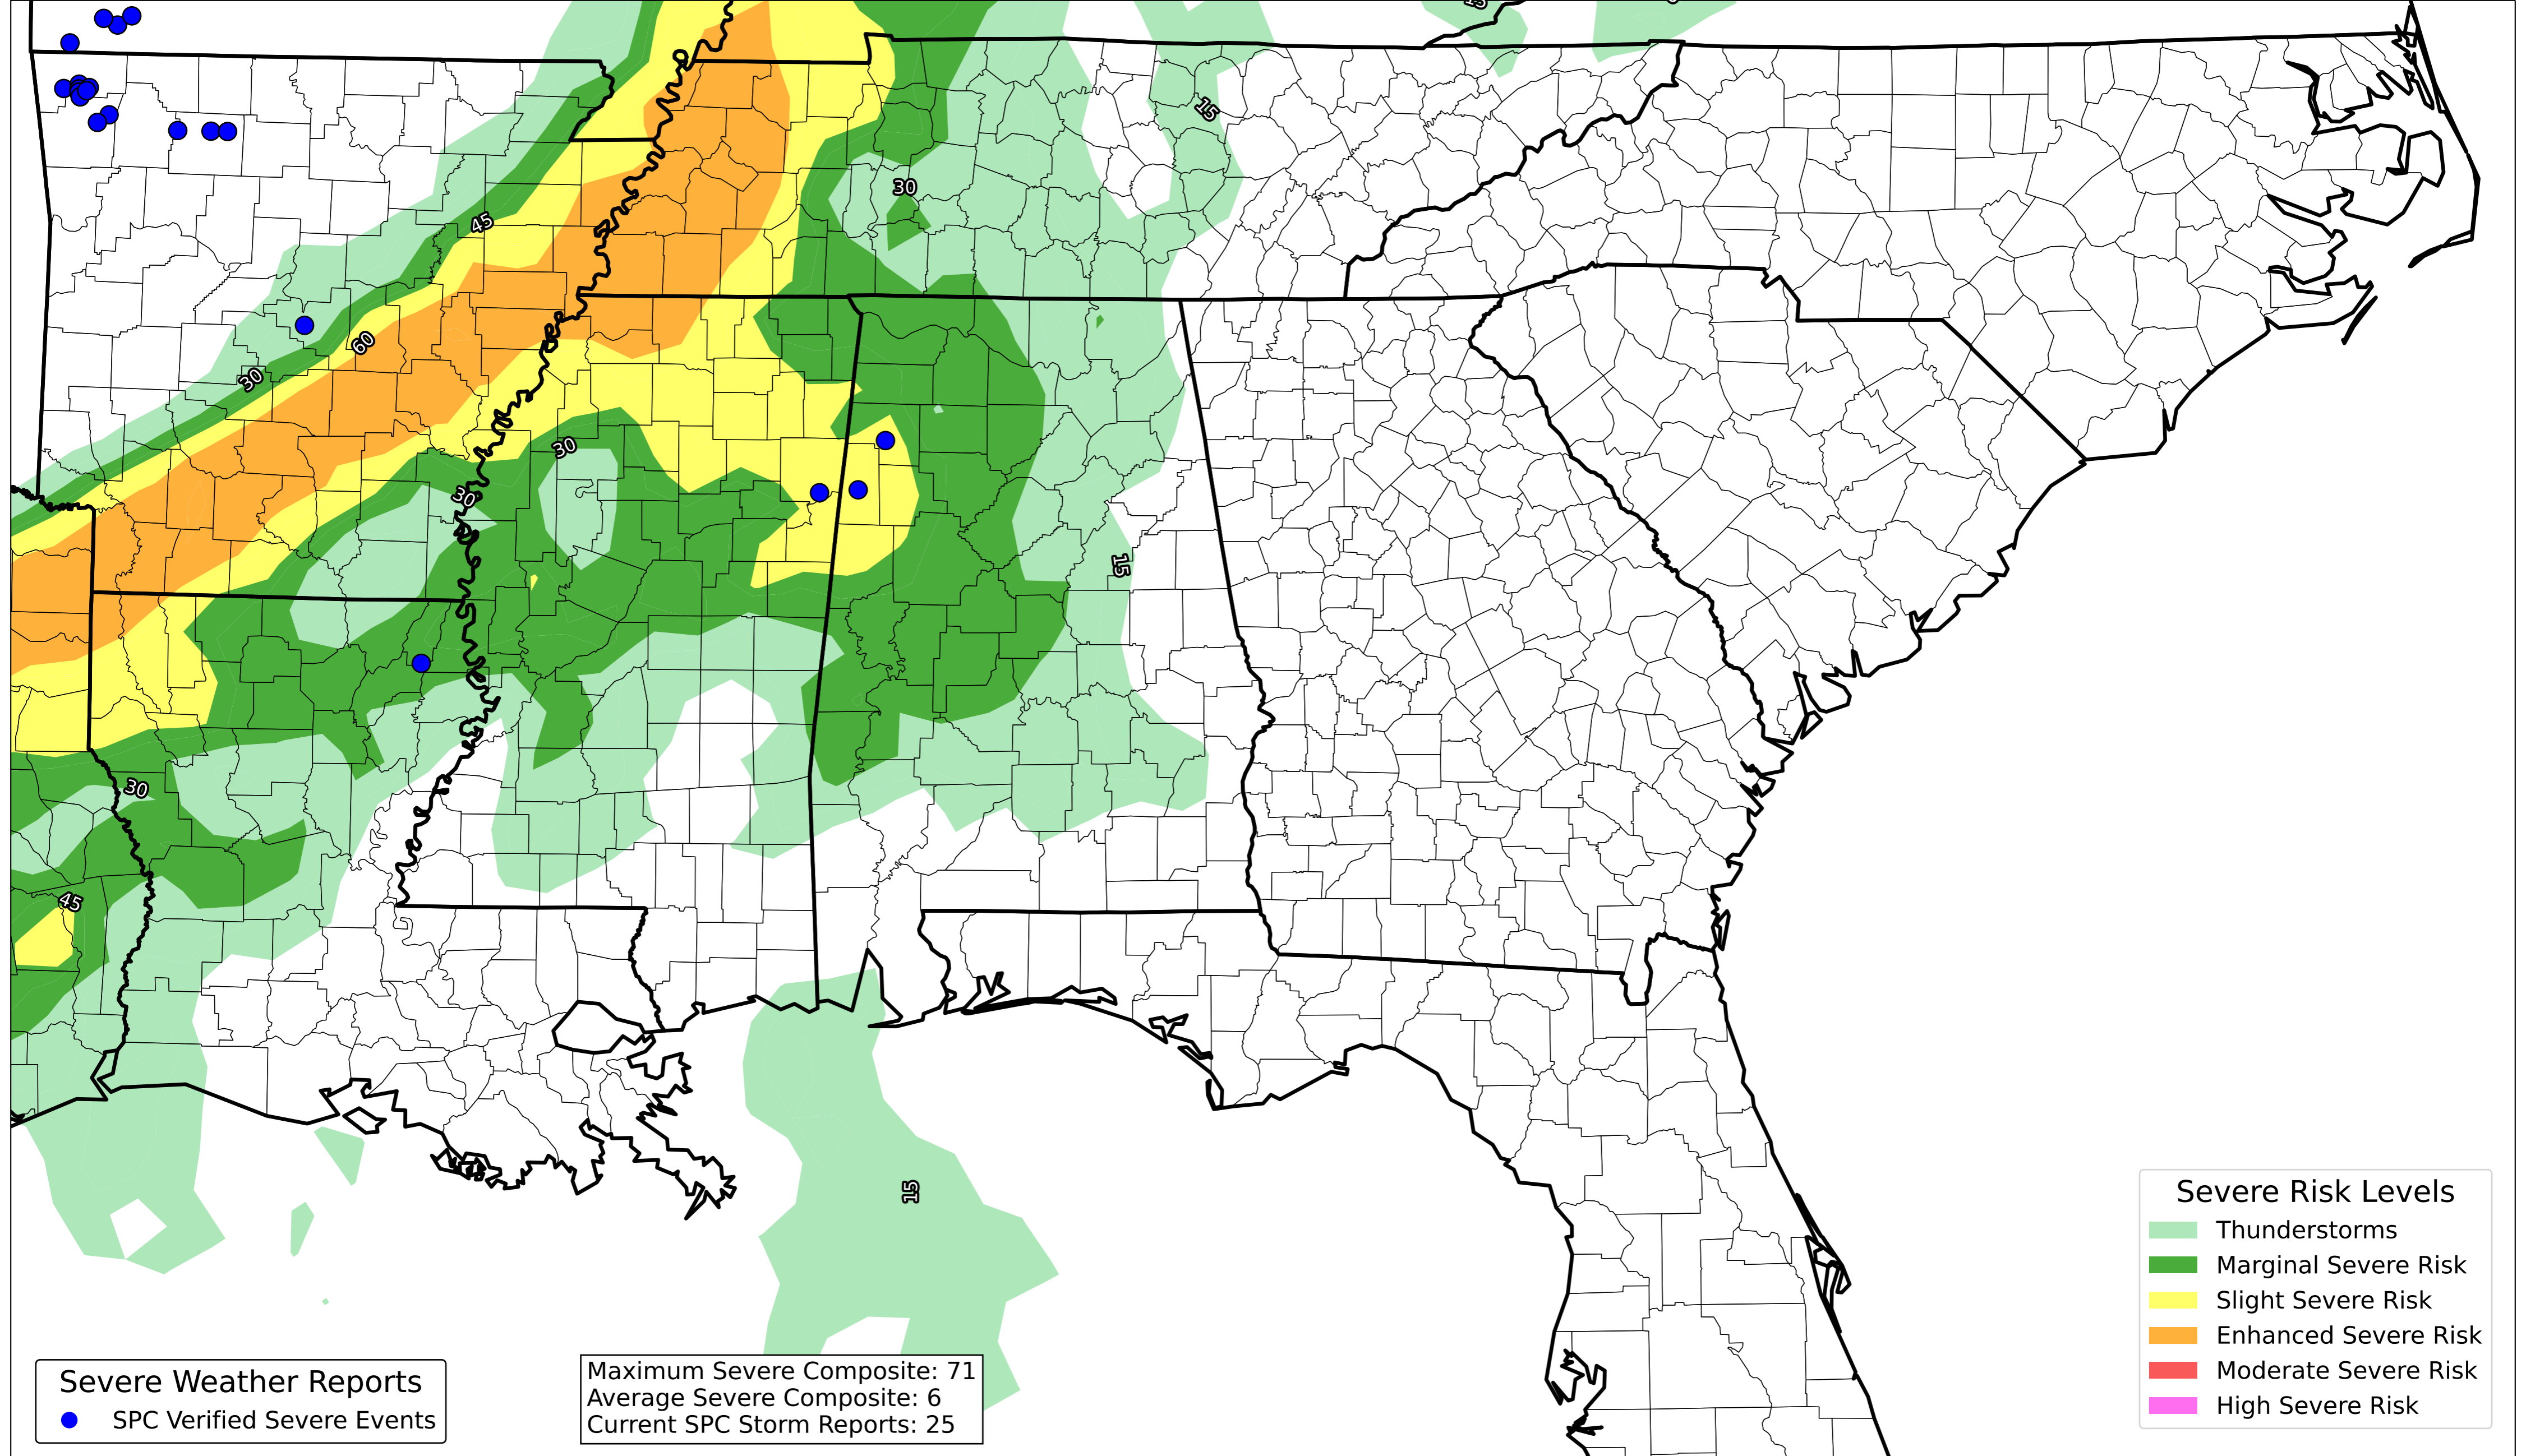 15
15
30
45
60
30
30
30
15
30
45
15
Severe Weather Reports
SPC Verified Severe Events
Maximum Severe Composite: 71
Average Severe Composite: 6
Current SPC Storm Reports: 25
Severe Risk Levels
Thunderstorms
Marginal Severe Risk
Slight Severe Risk
Enhanced Severe Risk
Moderate Severe Risk
High Severe Risk